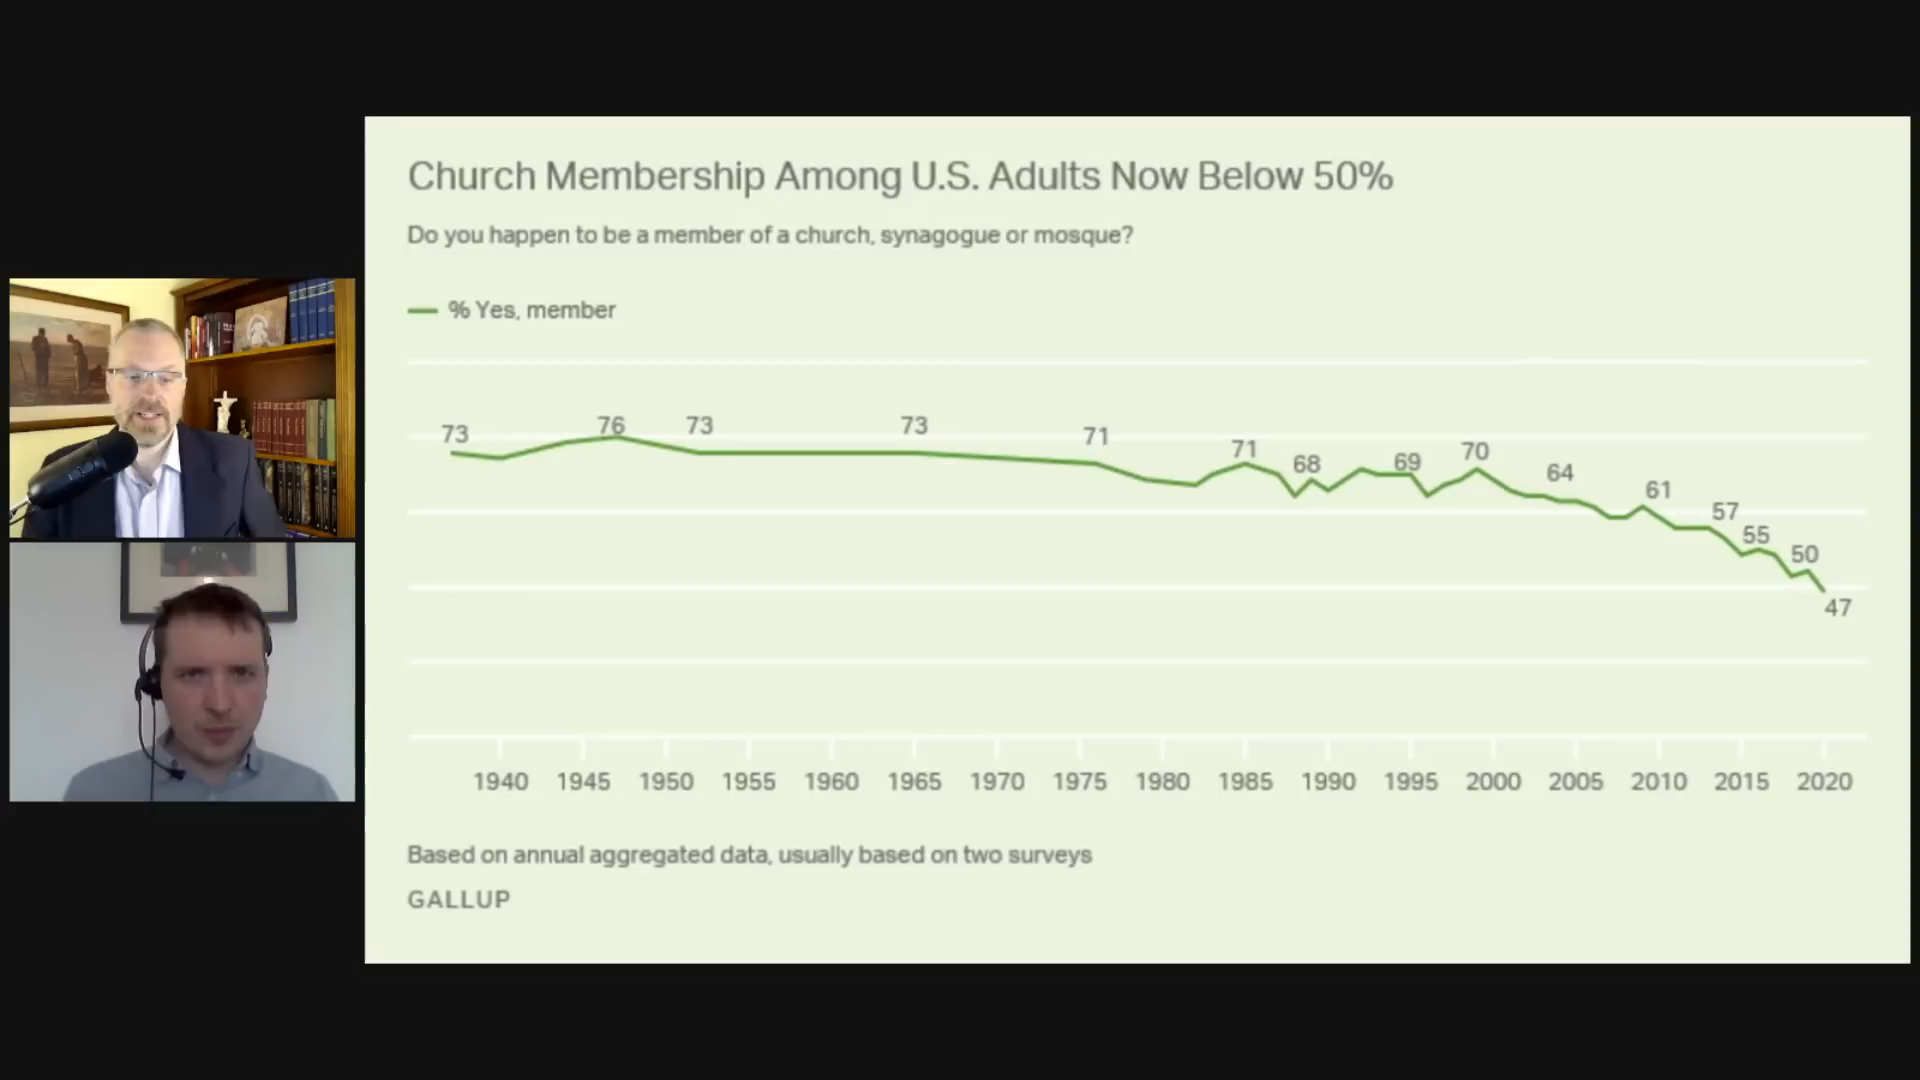 Church Membership Among U.S. Adults Now Below 50%
Do you happen to be a member of a church, synagogue or mosque?
% Yes, member
73 76 73 73 71 71 68 69 70 64 61 57 55 50 47
1940 1945 1950 1955 1960 1965 1970 1975 1980 1985 1990 1995 2000 2005 2010 2015 2020
Based on annual aggregated data, usually based on two surveys
GALLUP